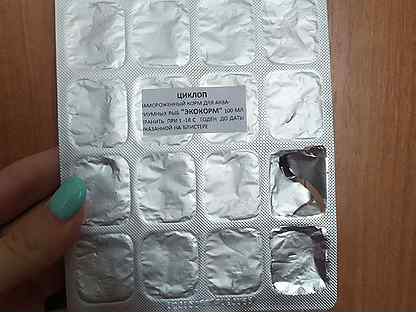 ЦИКЛОП
ЗАМОРОЖЕННЫЙ КОРМ ДЛЯ АКВА-
РИУМНЫХ РЫБ "ЭКОКОРМ" 100 МЛ
ХРАНИТЬ ПРИ t -18 С ГОДЕН ДО ДАТЫ
УКАЗАННОЙ НА БЛИСТЕРЕ